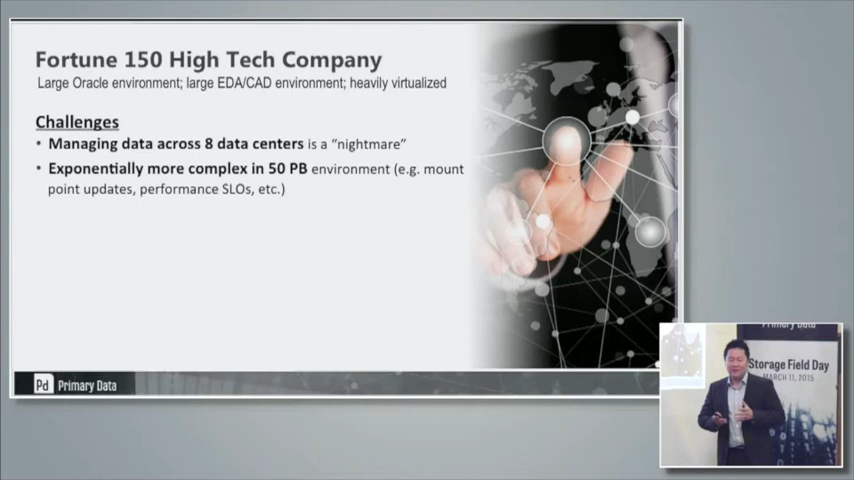 Fortune 150 High Tech Company
Large Oracle environment; large EDA/CAD environment; heavily virtualized
Challenges
• Managing data across 8 data centers is a “nightmare”
• Exponentially more complex in 50 PB environment (e.g. mount
point updates, performance SLOs, etc.)
Pd Primary Data
Primary Data
Storage Field Day
MARCH 11, 2015